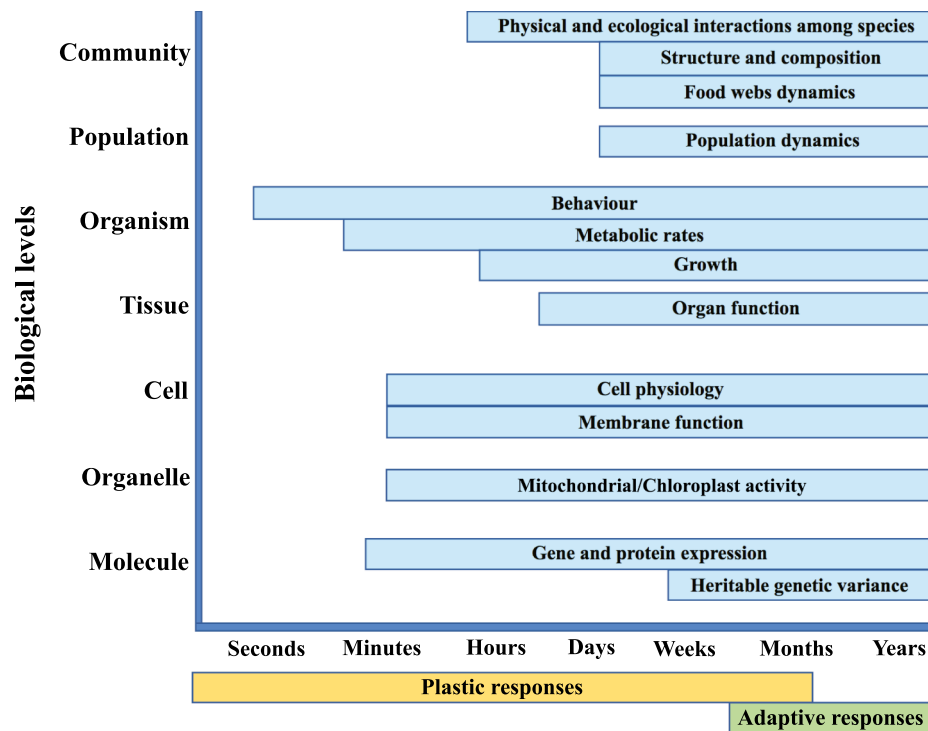 Biological levels
Community
Physical and ecological interactions among species
Structure and composition
Food webs dynamics
Population
Population dynamics
Organism
Behaviour
Metabolic rates
Growth
Tissue
Organ function
Cell
Cell physiology
Membrane function
Organelle
Mitochondrial/Chloroplast activity
Molecule
Gene and protein expression
Heritable genetic variance
Seconds Minutes Hours Days Weeks Months Years
Plastic responses
Adaptive responses